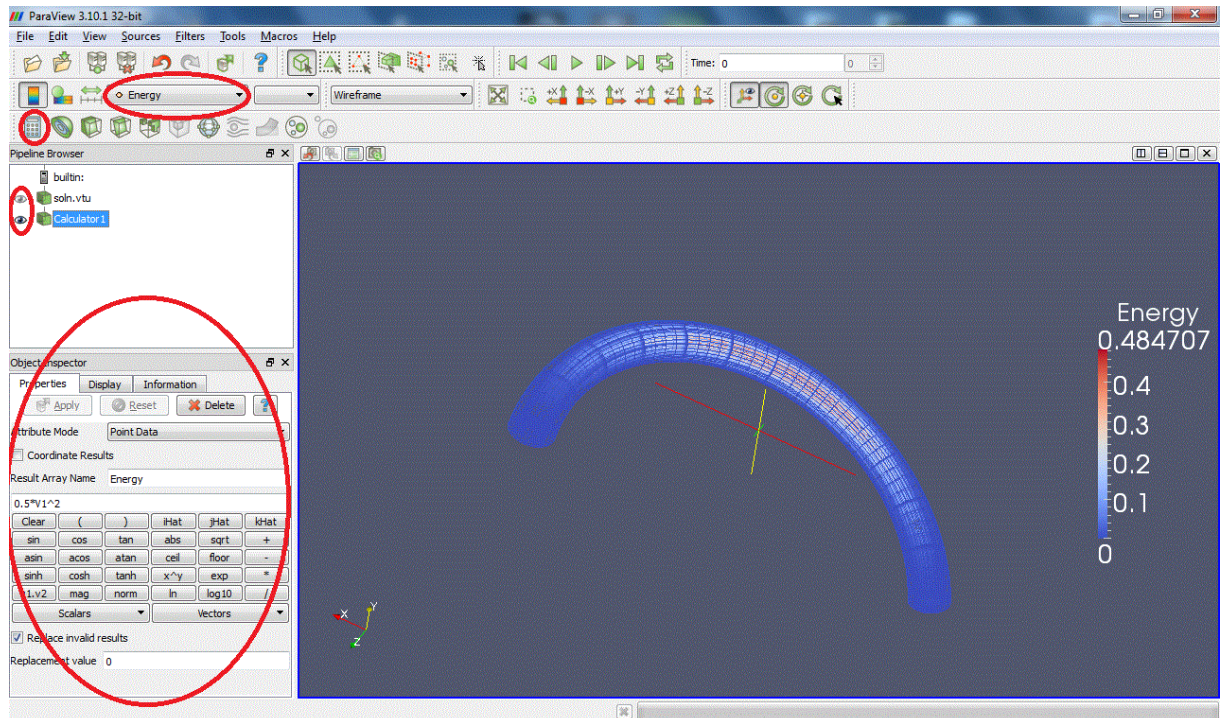 ParaView 3.10.1 32-bit
File Edit View Sources Filters Tools Macros Help
Time: 0 0
Energy Wireframe
+X -X +Y -Y +Z -Z
Pipeline Browser
builtin:
soln.vtu
Calculator1
Object Inspector
Properties Display Information
Apply Reset Delete ?
Attribute Mode Point Data
Coordinate Results
Result Array Name Energy
0.5*V1^2
Clear ( ) iHat jHat kHat
sin cos tan abs sqrt +
asin acos atan ceil floor -
sinh cosh tanh x^y exp *
v1.v2 mag norm ln log10 /
Scalars Vectors
Replace invalid results
Replacement value 0
Energy
0.484707
0.4
0.3
0.2
0.1
0
X Y
Z